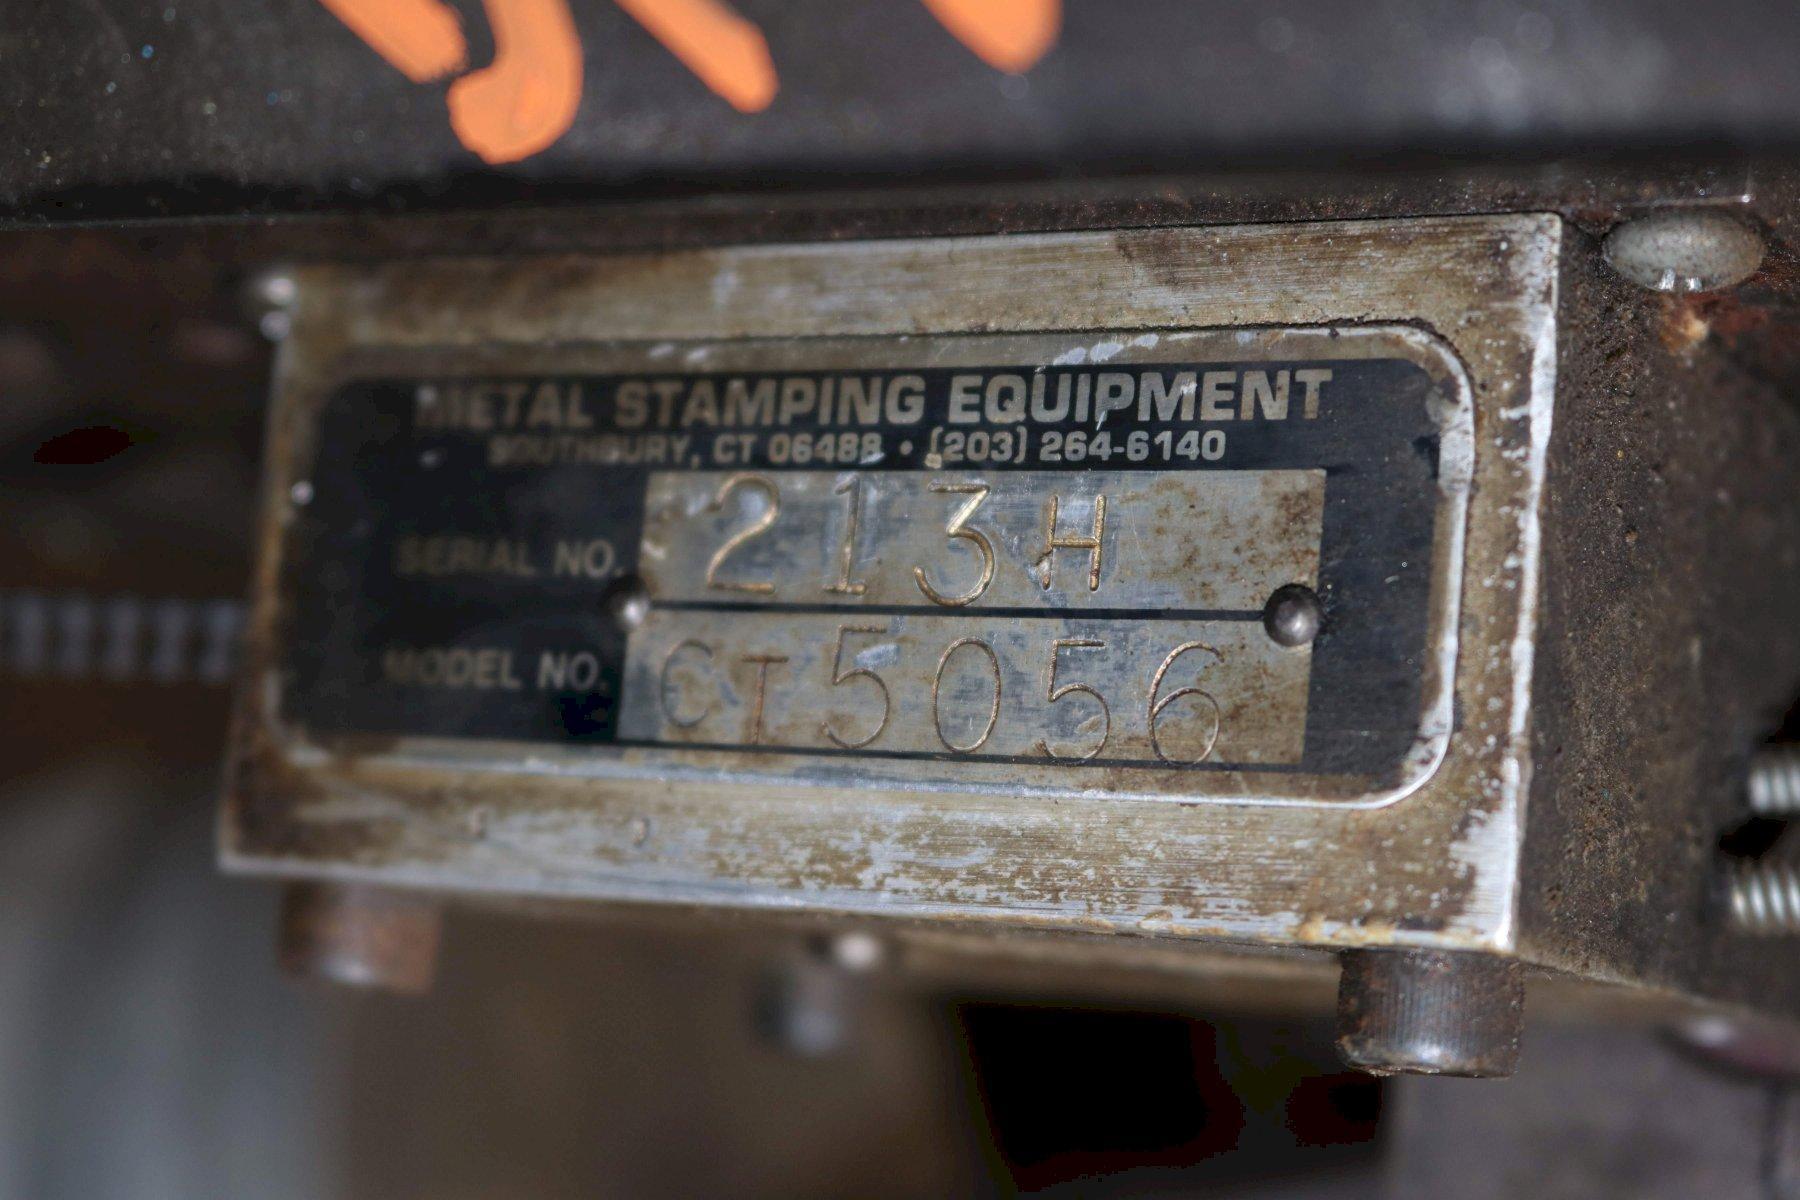 METAL STAMPING EQUIPMENT
SOUTHBURY, CT 06488 • (203) 264-6140
SERIAL NO. 213H
MODEL NO. CT5056